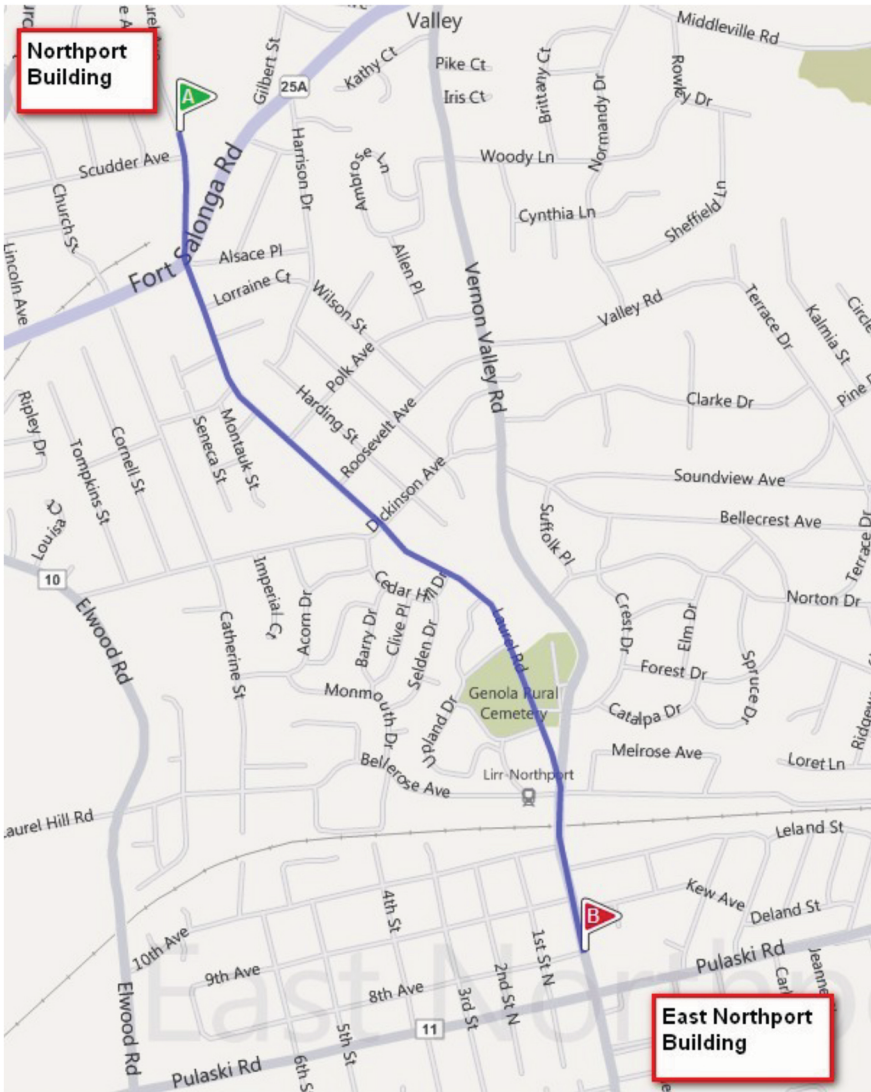 Northport
Building
A
Valley
Middleville Rd
Gilbert St
Kathy Ct
Pike Ct
Iris Ct
25A
Brittany Ct
Normandy Dr
Scudder Ave
Harrison Dr
Ambrose Ln
Woody Ln
Church St
Cynthia Ln
Sheffield Ln
Lincoln Ave
Fort Salonga Rd
Alsace Pl
Allen Pl
Lorraine Ct
Wilson St
Vernon Valley Rd
Valley Rd
Terrace Dr
Kalmia St
Polk Ave
Harding St
Roosevelt Ave
Clarke Dr
Ripley Dr
Tompkins St
Cornell St
Seneca St
Montauk St
Dickinson Ave
Soundview Ave
Bellecrest Ave
Suffolk Pl
Louisa Ct
10
Elwood Rd
Imperial Ct
Acorn Dr
Cedar Hill Dr
Barry Dr
Clive Pl
Selden Dr
Laurel Rd
Crest Dr
Elm Dr
Norton Dr
Terrace Dr
Catherine St
Monmouth Dr
Upland Dr
Genola Rural
Cemetery
Forest Dr
Spruce Dr
Catalpa Dr
Melrose Ave
Loret Ln
Bellerose Ave
Lirr-Northport
aurel Hill Rd
Leland St
4th St
Kew Ave
B
Deland St
10th Ave
1st St N
9th Ave
2nd St N
Pulaski Rd
8th Ave
3rd St
East Northpo
Elwood Rd
5th St
11
6th St
Pulaski Rd
East Northport
Building